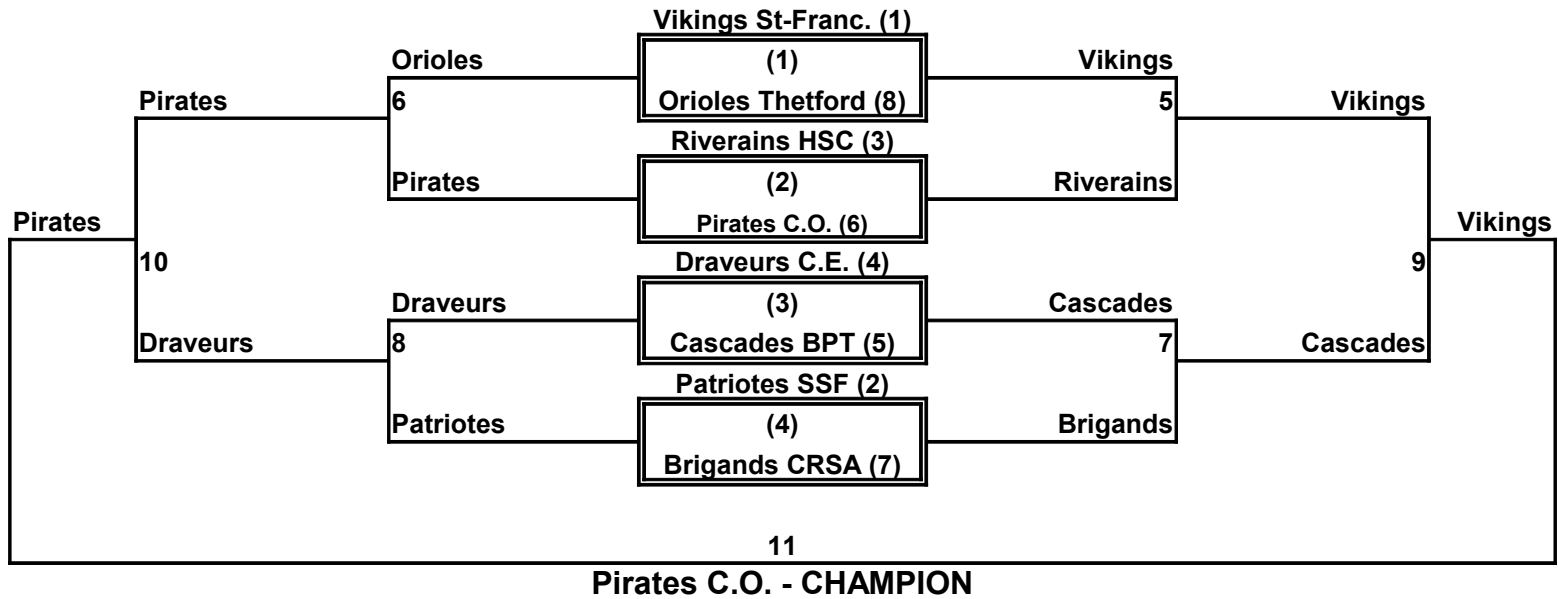 Vikings St-Franc. (1)
Orioles (1) Vikings
Pirates 6 Orioles Thetford (8) 5 Vikings
Riverains HSC (3)
Pirates (2) Riverains
Pirates Pirates C.O. (6) Vikings
10 Draveurs C.E. (4) 9
Draveurs (3) Cascades
Draveurs 8 Cascades BPT (5) 7 Cascades
Patriotes SSF (2)
Patriotes (4) Brigands
Brigands CRSA (7)
11
Pirates C.O. - CHAMPION